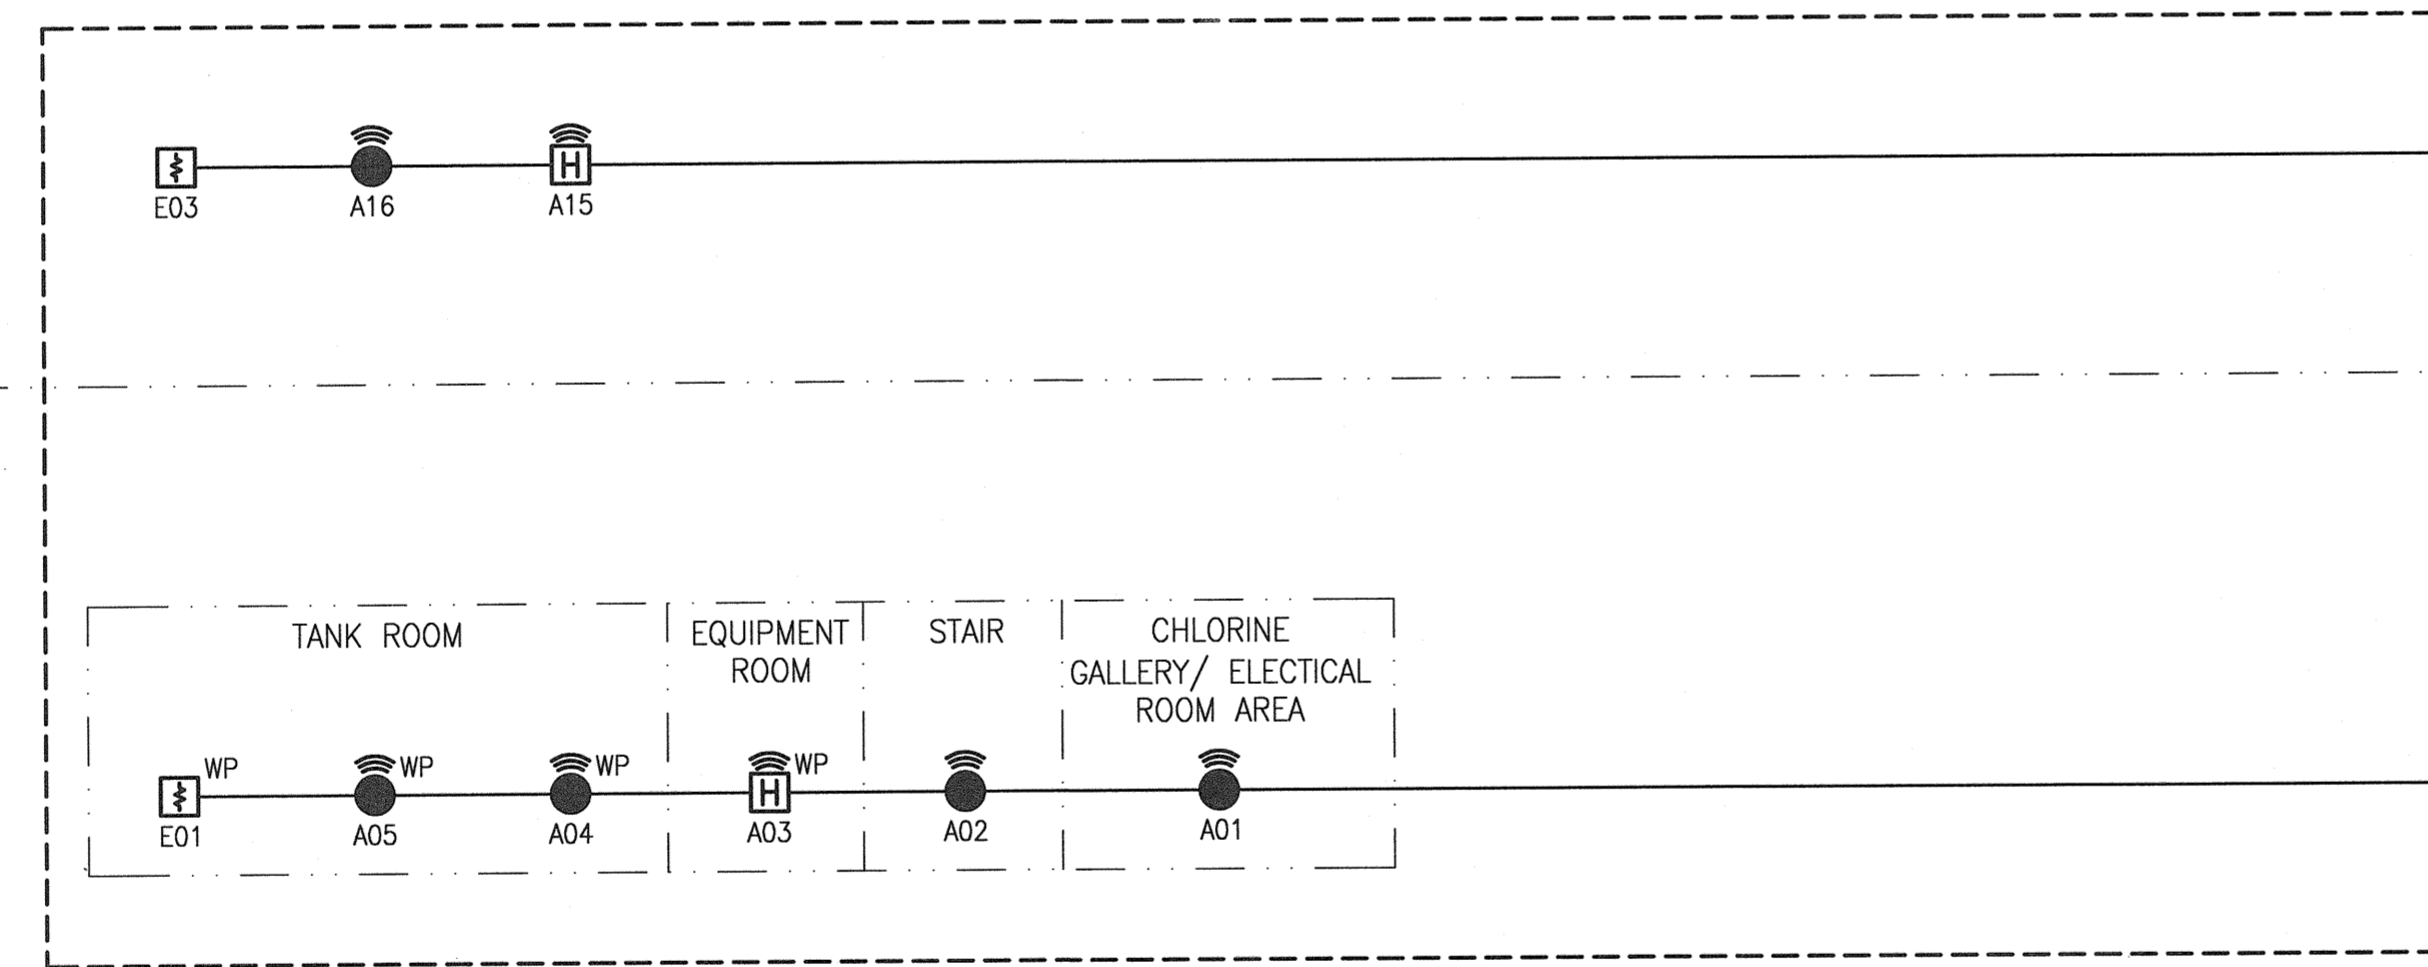 H
E03 A16 A15
TANK ROOM
EQUIPMENT
ROOM
STAIR
CHLORINE
GALLERY/ ELECTICAL
ROOM AREA
WP WP WP WP
H
E01 A05 A04 A03 A02 A01